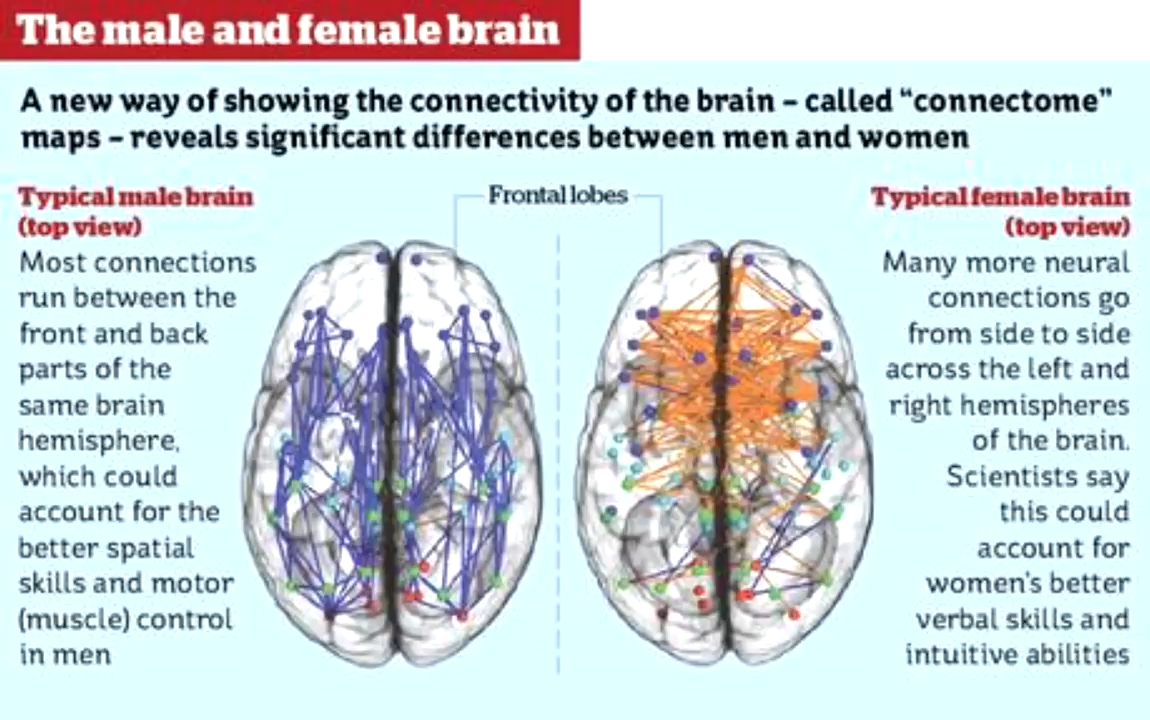 The male and female brain
A new way of showing the connectivity of the brain – called “connectome”
maps – reveals significant differences between men and women
Typical male brain
(top view)
Most connections
run between the
front and back
parts of the
same brain
hemisphere,
which could
account for the
better spatial
skills and motor
(muscle) control
in men
Frontal lobes
Typical female brain
(top view)
Many more neural
connections go
from side to side
across the left and
right hemispheres
of the brain.
Scientists say
this could
account for
women's better
verbal skills and
intuitive abilities